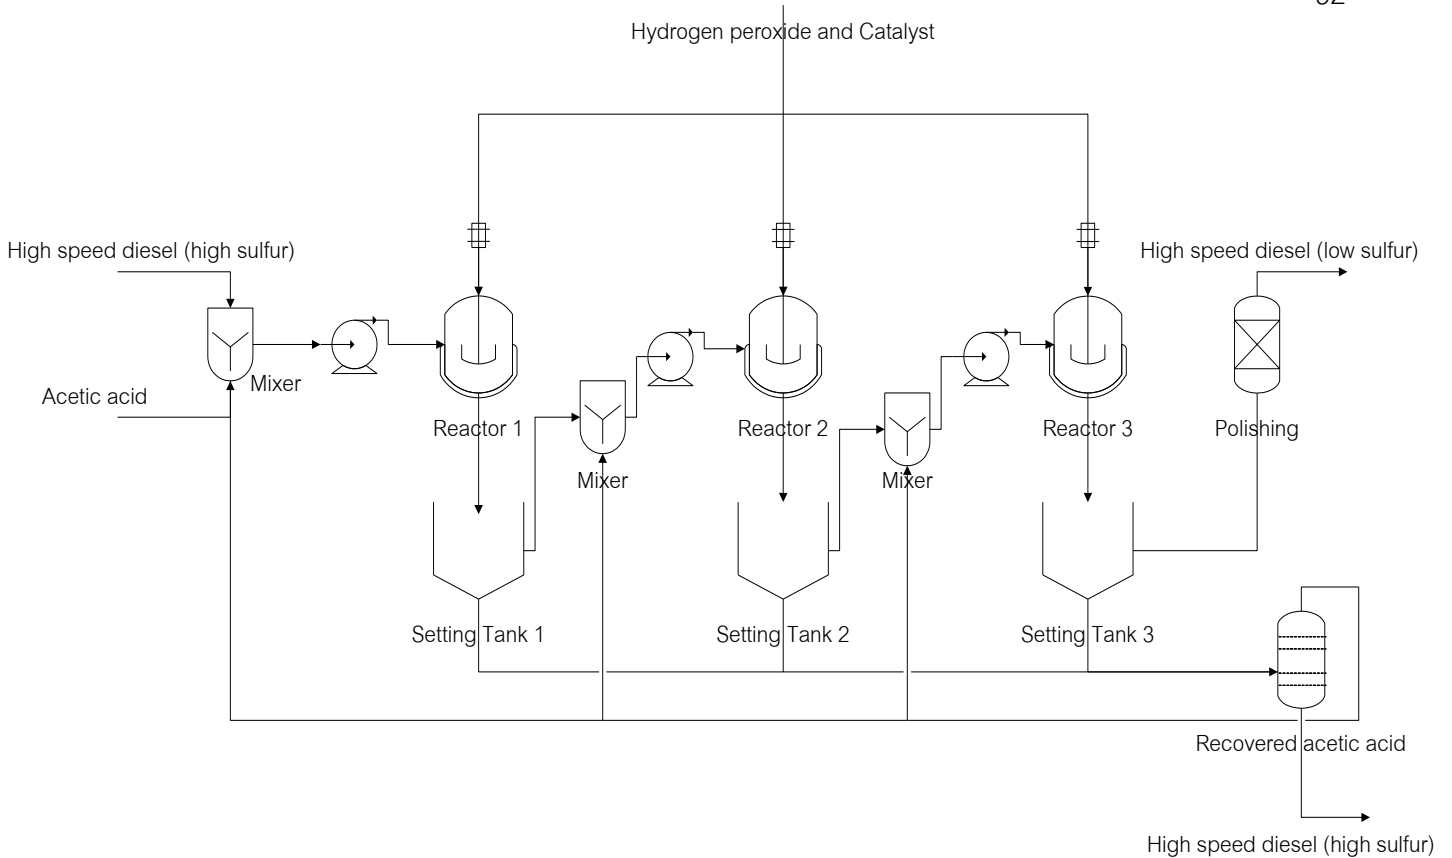 Hydrogen peroxide and Catalyst
High speed diesel (high sulfur)
High speed diesel (low sulfur)
Mixer
Acetic acid
Reactor 1
Reactor 2
Reactor 3
Polishing
Mixer
Mixer
Setting Tank 1
Setting Tank 2
Setting Tank 3
Recovered acetic acid
High speed diesel (high sulfur)